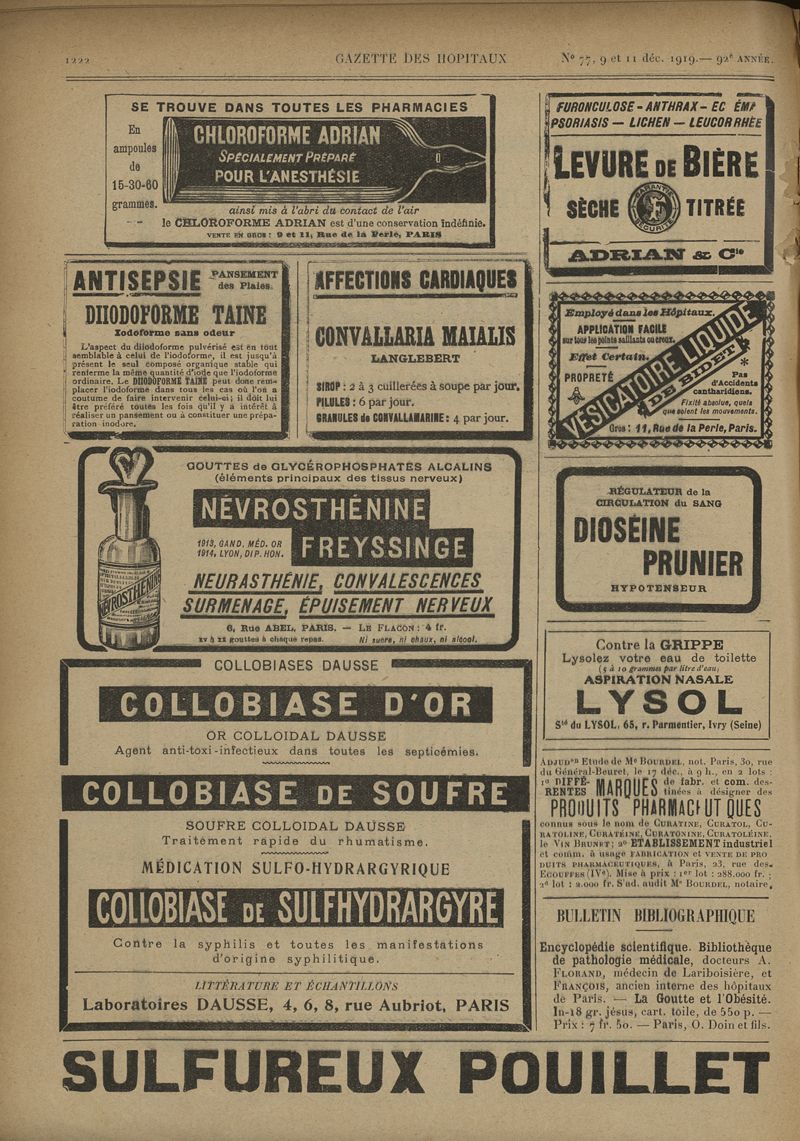 1222
GAZETTE DES HOPITAUX
Nº 77, 9 et 11 déc. 1919.— 92e ANNÉE.
SE TROUVE DANS TOUTES LES PHARMACIES
En
ampoules
de
15-30-60
grammes.
CHLOROFORME ADRIAN
SPÉCIALEMENT PRÉPARÉ
POUR L'ANESTHÉSIE
ainsi mis à l'abri du contact de l'air
le CHLOROFORME ADRIAN est d'une conservation indéfinie.
VENTE EN GROS : 9 et 11, Rue de la Perle, PARIS
FURONCULOSE - ANTHRAX - EC ÉMA
PSORIASIS — LICHEN — LEUCORRHÉE
LEVURE DE BIÈRE
SÈCHE
TITRÉE
ADRIAN & Cie
ANTISEPSIE
PANSEMENT
des Plaies.
DIIODOFORME TAINE
Iodoforme sans odeur
L'aspect du diiodoforme pulvérisé est en tout
semblable à celui de l'iodoforme, il est jusqu'à
présent le seul composé organique stable qui
renferme la même quantité d'iode que l'iodoforme
ordinaire. Le DIIODOFORME TAINE peut donc rem-
placer l'iodoforme dans tous les cas où l'on a
coutume de faire intervenir celui-ci; il doit lui
être préféré toutes les fois qu'il y a intérêt à
réaliser un pansement ou à constituer une prépa-
ration inodore.
AFFECTIONS CARDIAQUES
CONVALLARIA MAIALIS
LANGLEBERT
SIROP : 2 à 3 cuillerées à soupe par jour.
PILULES : 6 par jour.
GRANULES de CONVALLAMARINE : 4 par jour.
Employé dans les Hôpitaux.
APPLICATION FACILE
sur tous les points saillants ou creux.
Effet Certain.
PROPRETÉ
VÉSICATOIRE LIQUIDE
DE BIDET
Pas
d'Accidents
cantharidiens.
Fixité absolue, quels
que soient les mouvements.
Gros : 11, Rue de la Perle, Paris.
GOUTTES de GLYCÉROPHOSPHATES ALCALINS
(éléments principaux des tissus nerveux)
NÉVROSTHÉNINE
1913, GAND, MÉD. OR
1914, LYON, DIP. HON.
FREYSSINGE
NÉVROSTHÉNINE
NEURASTHÉNIE, CONVALESCENCES
SURMENAGE, ÉPUISEMENT NERVEUX
6, Rue ABEL, PARIS. — LE FLACON : 4 fr.
XV à XX gouttes à chaque repas. Ni sucre, ni chaux, ni alcool.
RÉGULATEUR de la
CIRCULATION du SANG
DIOSÉINE
PRUNIER
HYPOTENSEUR
COLLOBIASES DAUSSE
COLLOBIASE D'OR
OR COLLOIDAL DAUSSE
Agent anti-toxi-infectieux dans toutes les septicémies.
COLLOBIASE DE SOUFRE
SOUFRE COLLOIDAL DAUSSE
Traitement rapide du rhumatisme.
MÉDICATION SULFO-HYDRARGYRIQUE
COLLOBIASE DE SULFHYDRARGYRE
Contre la syphilis et toutes les manifestations
d'origine syphilitique.
LITTÉRATURE ET ÉCHANTILLONS
Laboratoires DAUSSE, 4, 6, 8, rue Aubriot, PARIS
Contre la GRIPPE
Lysolez votre eau de toilette
(5 à 10 grammes par litre d'eau)
ASPIRATION NASALE
LYSOL
Sté du LYSOL, 65, r. Parmentier, Ivry (Seine)
ADJUDon Etude de Me BOURDEL, not. Paris, 30, rue
du Général-Beuret, le 17 déc., à 9 h., en 2 lots :
1º DIFFÉ-
RENTES MARQUES de fabr. et com. des-
tinées à désigner des
PRODUITS PHARMACEUTIQUES
connus sous le nom de CURATINE, CURATOL, CU-
RATOLINE, CURATÉINE, CURATONINE, CURATOLÉINE,
le VIN BRUNET; 2º ETABLISSEMENT industriel
et comm. à usage FABRICATION et VENTE DE PRO
DUITS PHARMACEUTIQUES, à Paris, 23, rue des
ECOUFFES (IVe). Mise à prix : 1er lot : 288.000 fr. ;
2e lot : 2.000 fr. S'ad. audit Me BOURDEL, notaire.
BULLETIN BIBLIOGRAPHIQUE
Encyclopédie scientifique. Bibliothèque
de pathologie médicale, docteurs A.
FLORAND, médecin de Lariboisière, et
FRANÇOIS, ancien interne des hôpitaux
de Paris. — La Goutte et l'Obésité.
In-18 gr. jésus, cart. toile, de 550 p. —
Prix : 7 fr. 50. — Paris, O. Doin et fils.
SULFUREUX POUILLET